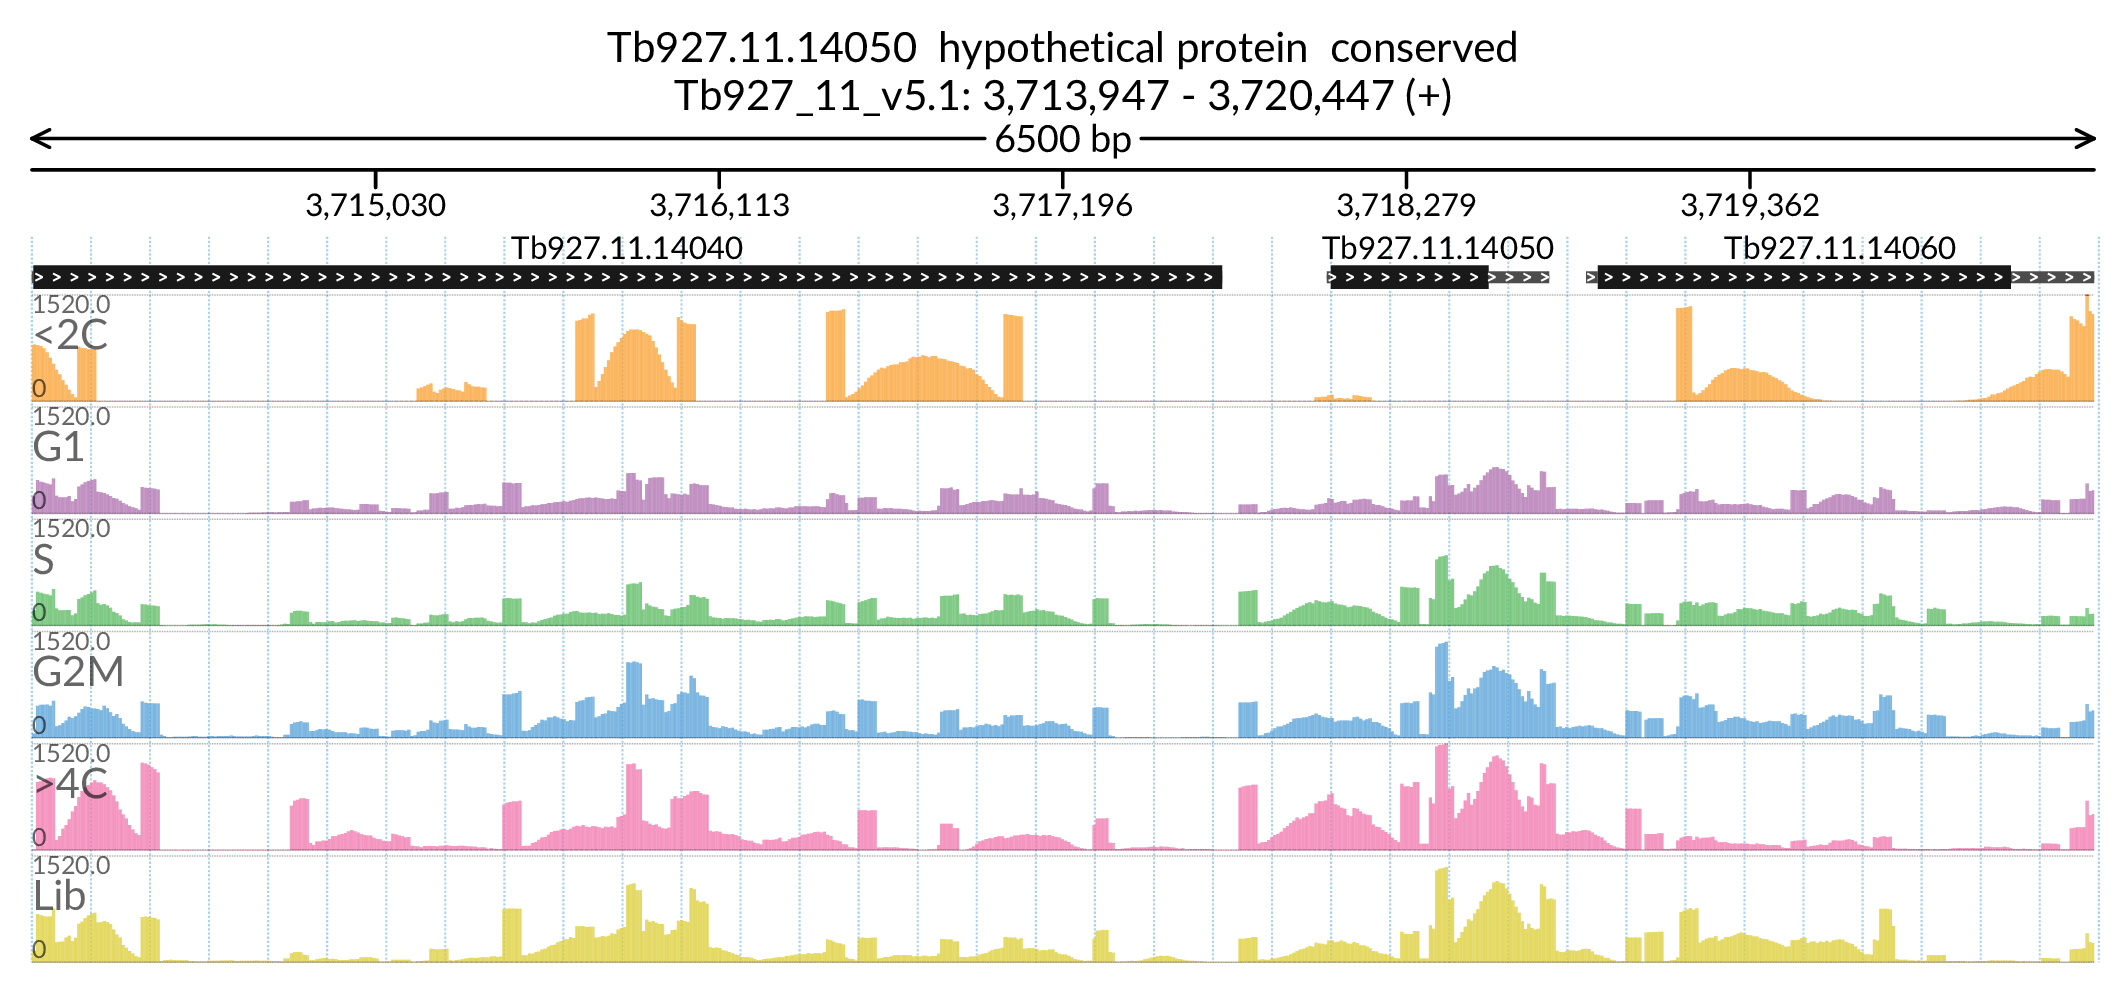 Tb927.11.14050 hypothetical protein conserved
Tb927_11_v5.1: 3,713,947 - 3,720,447 (+)
6500 bp
3,715,030 3,716,113 3,717,196 3,718,279 3,719,362
Tb927.11.14040 Tb927.11.14050 Tb927.11.14060
1520.0
<2C
0
1520.0
G1
0
1520.0
S
0
1520.0
G2M
0
1520.0
>4C
0
1520.0
Lib
0